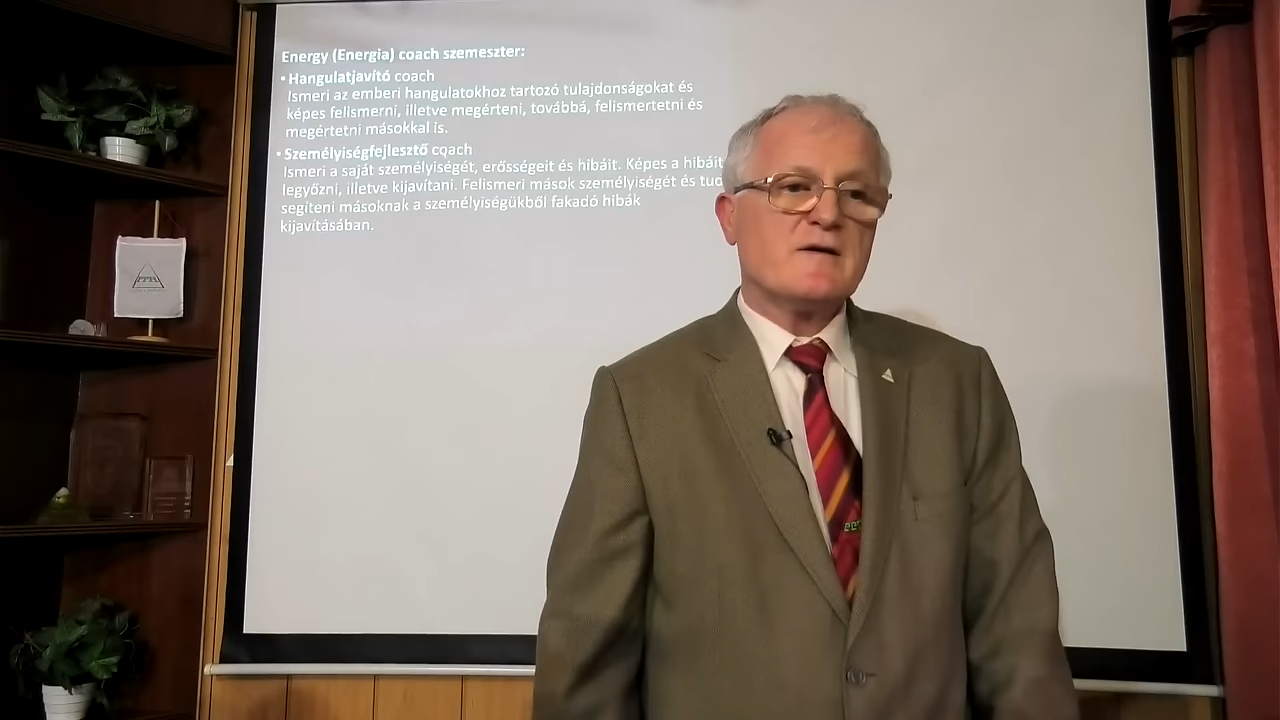 Energy (Energia) coach szemeszter:
• Hangulatjavító coach
Ismeri az emberi hangulatokhoz tartozó tulajdonságokat és
képes felismerni, illetve megérteni, továbbá, felismertetni és
megértetni másokkal is.
• Személyiségfejlesztő coach
Ismeri a saját személyiségét, erősségeit és hibáit. Képes a hibáit
legyőzni, illetve kijavítani. Felismeri mások személyiségét és tud
segíteni másoknak a személyiségükből fakadó hibák
kijavításában.